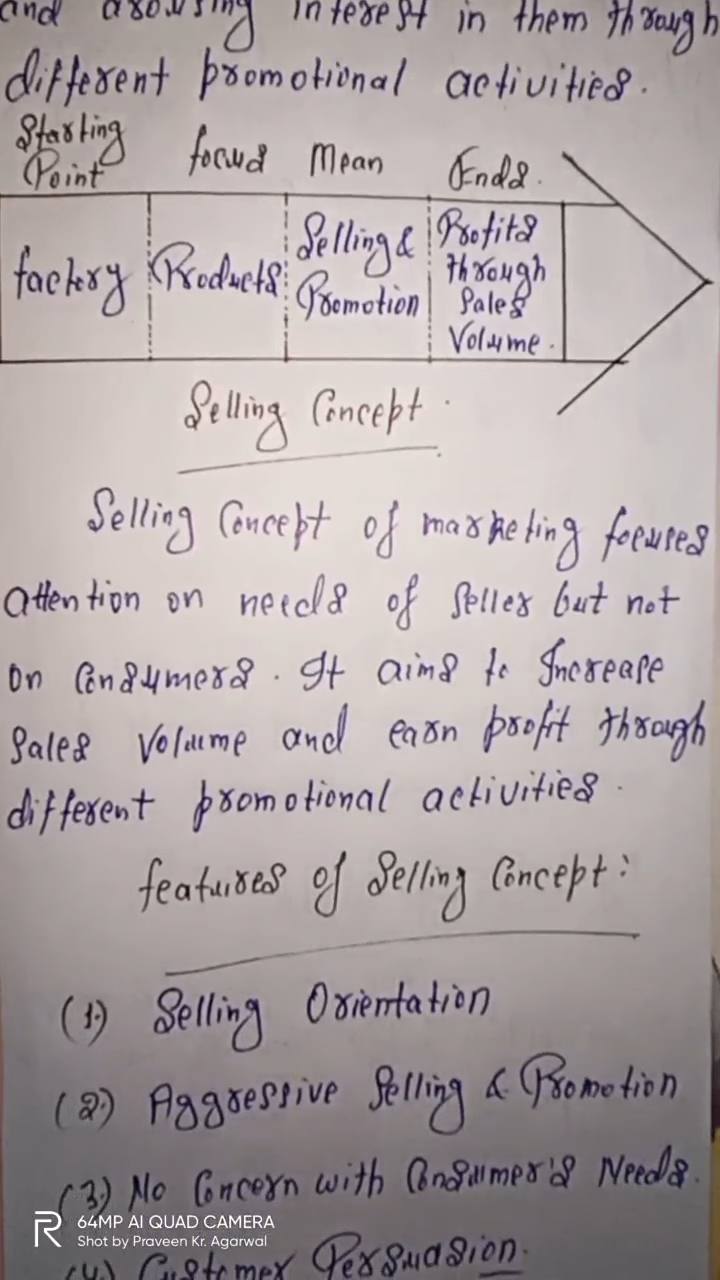 and arousing interest in them through
different promotional activities.
Starting Point focus Mean Ends.
factory Products Selling & Promotion Profits through Sales Volume.
Selling Concept.
Selling Concept of marketing focuses
attention on needs of seller but not
on Consumers. It aims to Increase
Sales Volume and earn profit through
different promotional activities.
features of Selling Concept:
(1.) Selling Orientation
(2.) Aggressive Selling & Promotion
(3.) No Concern with Consumer's Needs.
(4.) Customer Persuasion.
64MP AI QUAD CAMERA
Shot by Praveen Kr. Agarwal